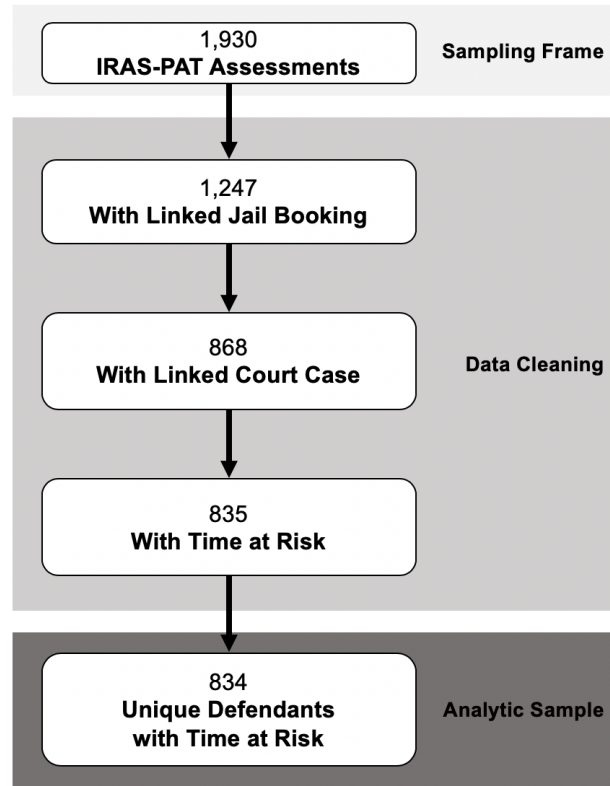 1,930
IRAS-PAT Assessments
Sampling Frame
1,247
With Linked Jail Booking
868
With Linked Court Case
Data Cleaning
835
With Time at Risk
834
Unique Defendants
with Time at Risk
Analytic Sample